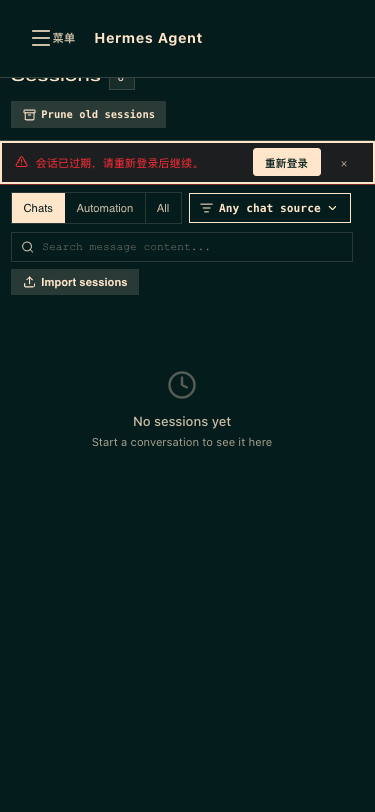 菜单 Hermes Agent
Sessions
Prune old sessions
会话已过期，请重新登录后继续。 重新登录 ×
Chats Automation All Any chat source
Search message content...
Import sessions
No sessions yet
Start a conversation to see it here